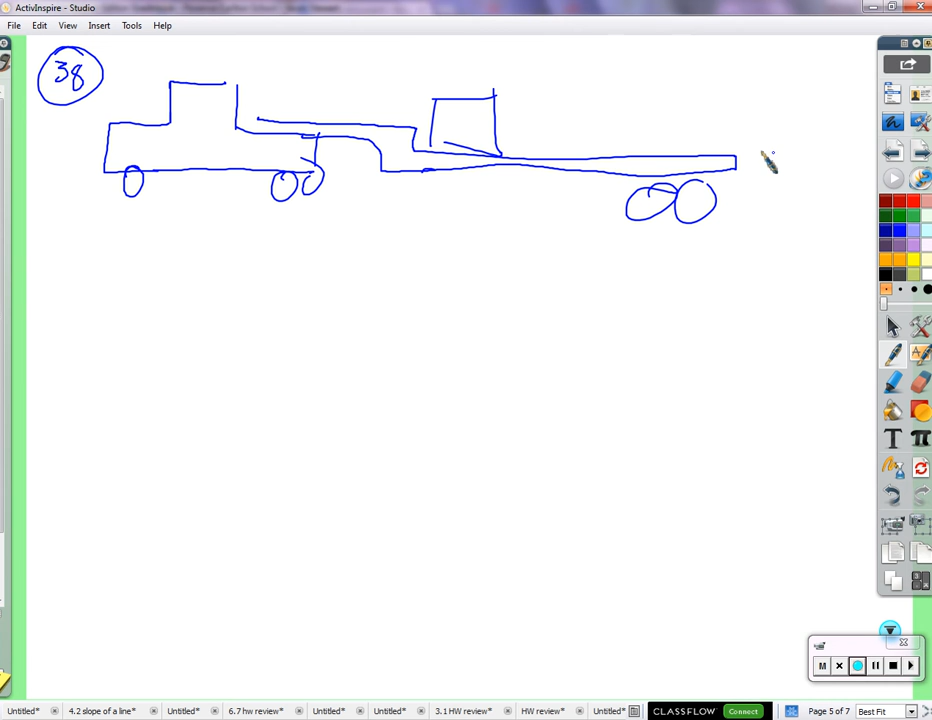 ActivInspire - Studio
File Edit View Insert Tools Help
38
M
Untitled* 4.2 slope of a line* Untitled* Untitled* 6.7 hw review* Untitled* Untitled* 3.1 HW review* HW review* Untitled* CLASSFLOW Connect Page 5 of 7 Best Fit